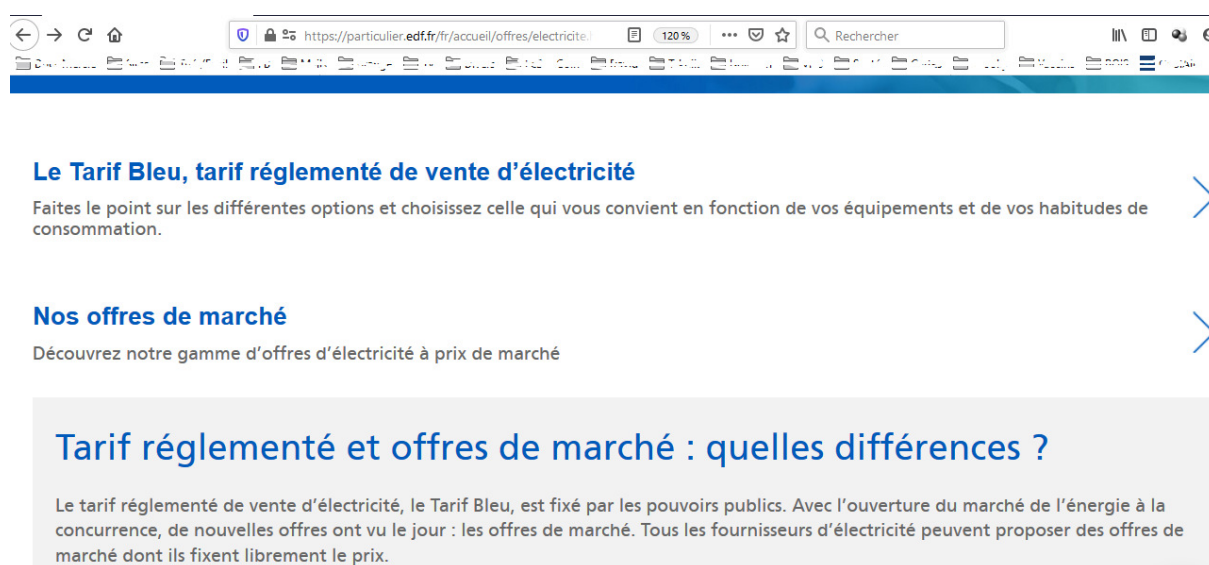 https://particulier.edf.fr/fr/accueil/offres/electricite.
120%
Rechercher
Le Tarif Bleu, tarif réglementé de vente d’électricité
Faites le point sur les différentes options et choisissez celle qui vous convient en fonction de vos équipements et de vos habitudes de
consommation.
Nos offres de marché
Découvrez notre gamme d’offres d’électricité à prix de marché
Tarif réglementé et offres de marché : quelles différences ?
Le tarif réglementé de vente d’électricité, le Tarif Bleu, est fixé par les pouvoirs publics. Avec l’ouverture du marché de l’énergie à la
concurrence, de nouvelles offres ont vu le jour : les offres de marché. Tous les fournisseurs d’électricité peuvent proposer des offres de
marché dont ils fixent librement le prix.